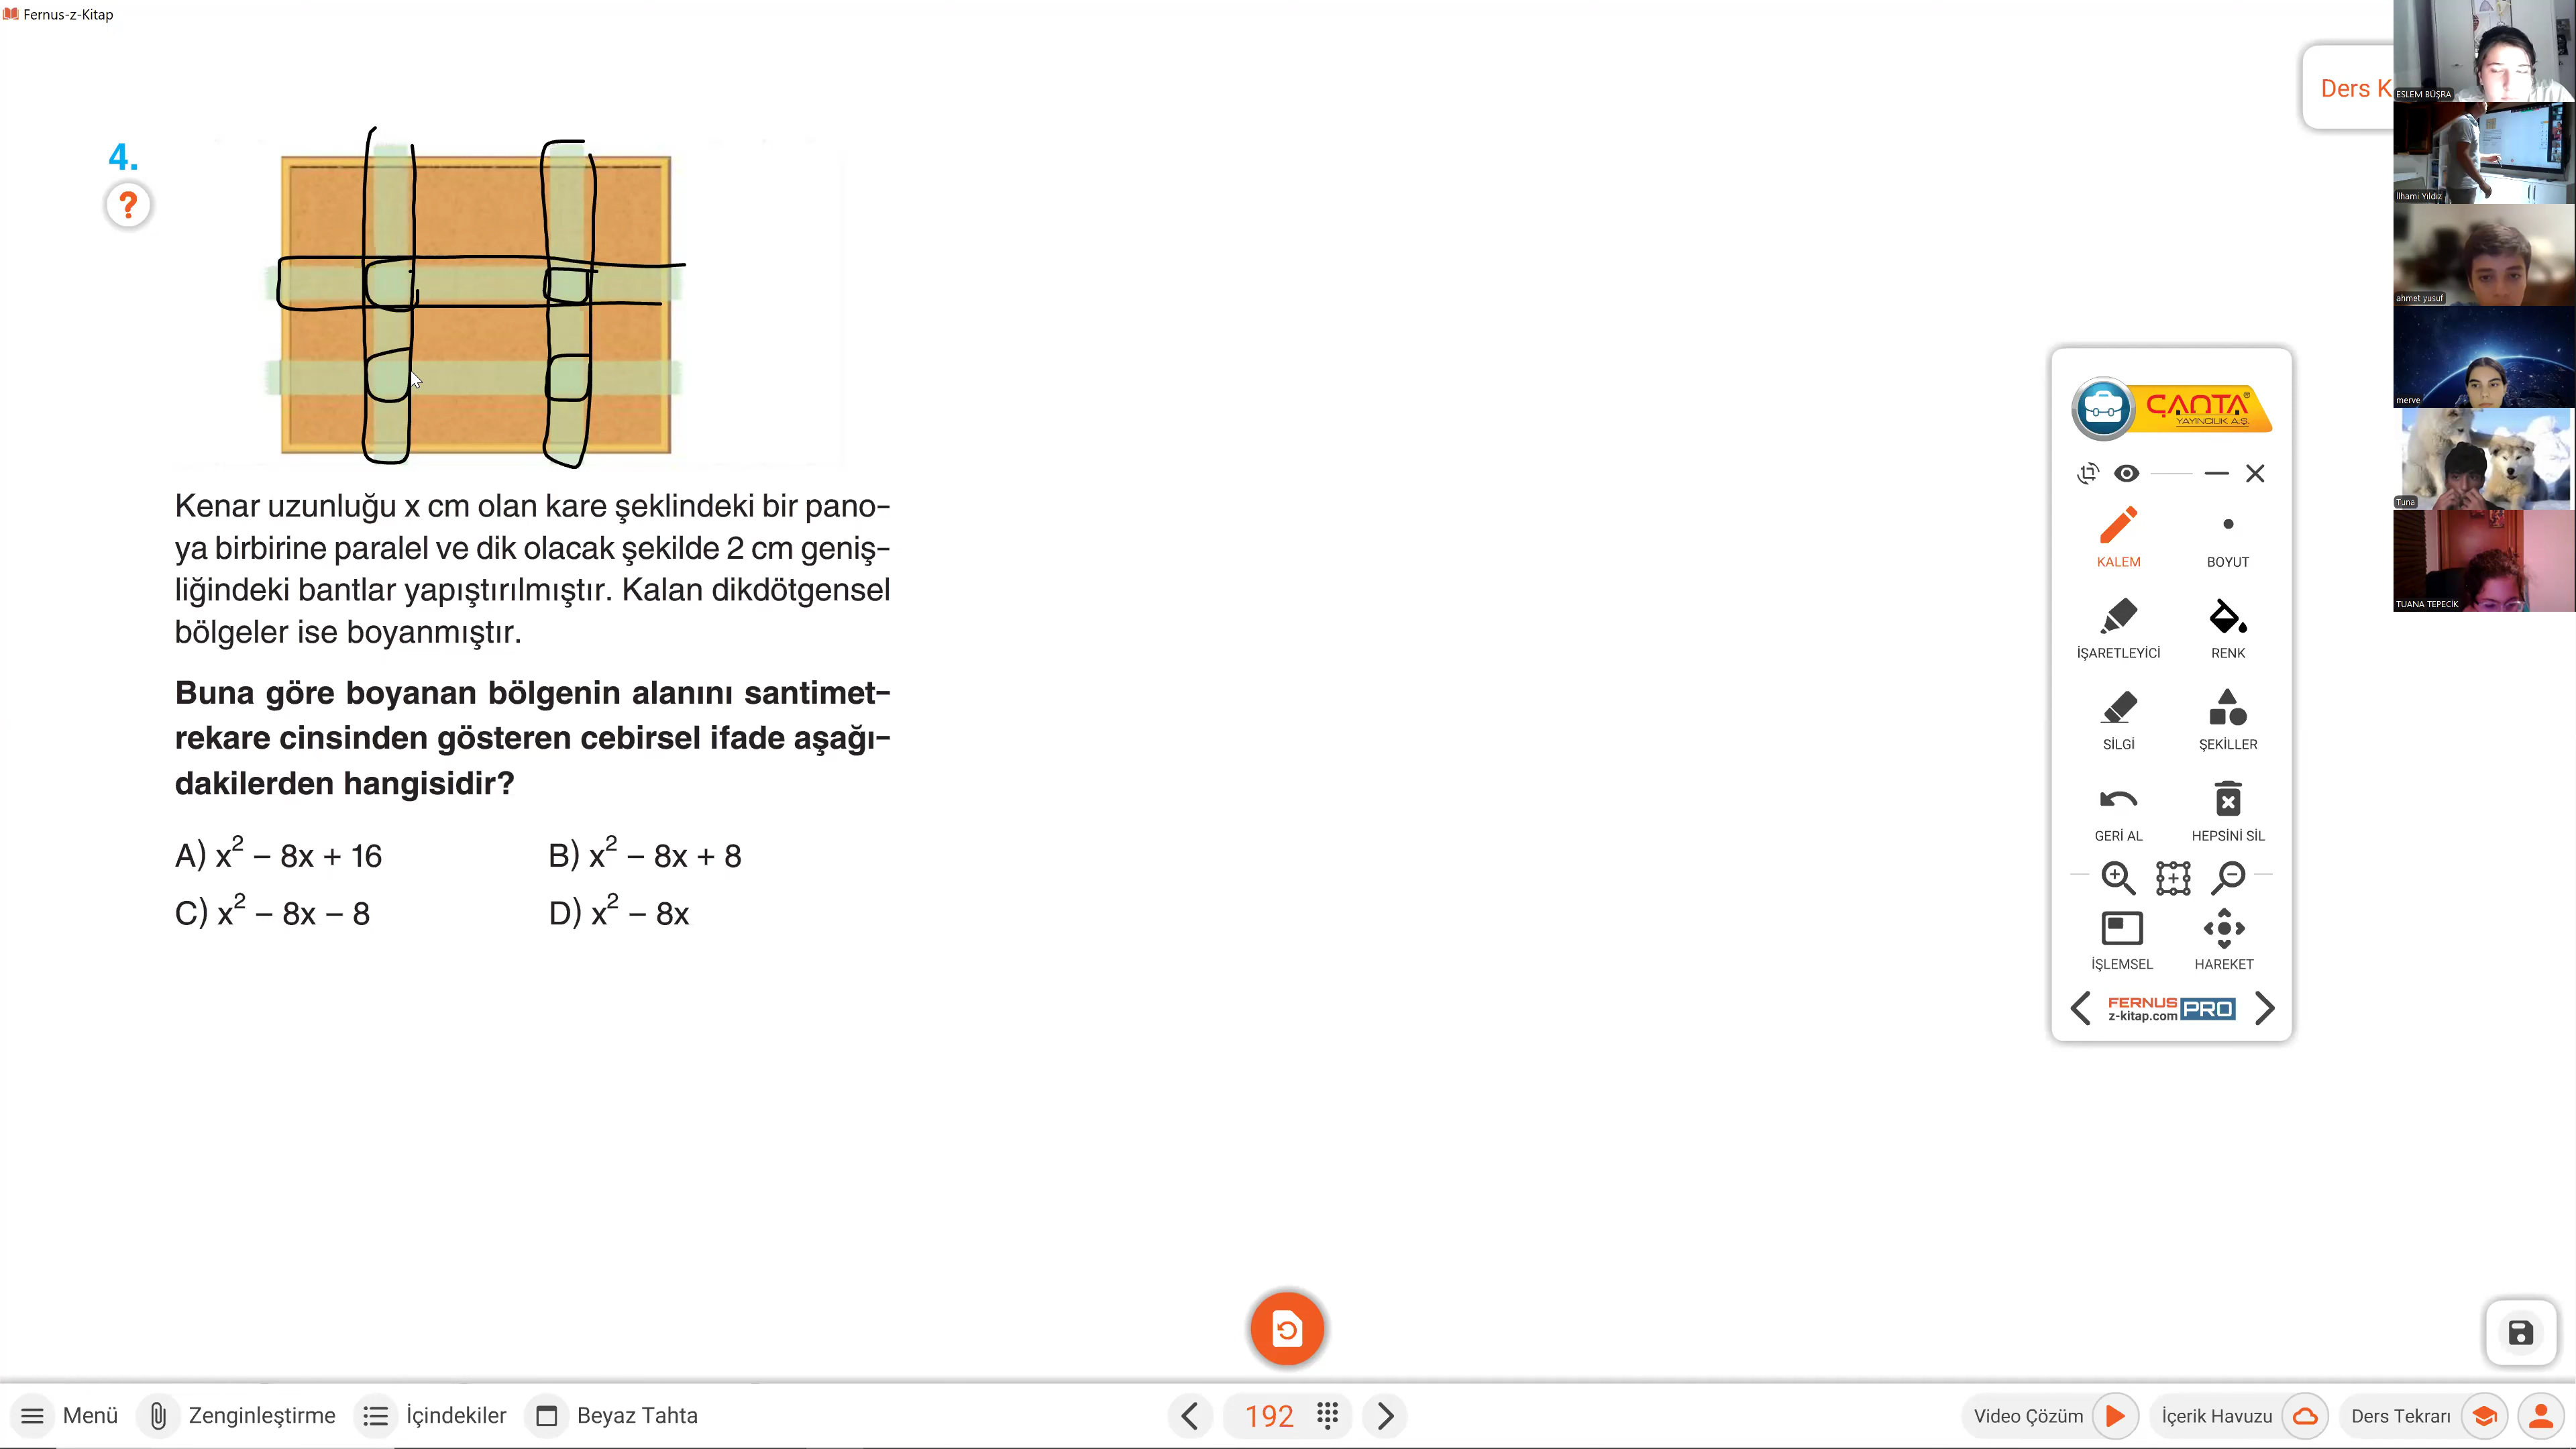 Fernus-z-Kitap
Ders K
ESLEM BÜŞRA
İlhami Yıldız
ahmet yusuf
merve
Tuna
TUANA TEPECİK
4.
?
Kenar uzunluğu x cm olan kare şeklindeki bir pano-
ya birbirine paralel ve dik olacak şekilde 2 cm geniş-
liğindeki bantlar yapıştırılmıştır. Kalan dikdötgensel
bölgeler ise boyanmıştır.
Buna göre boyanan bölgenin alanını santimet-
rekare cinsinden gösteren cebirsel ifade aşağı-
dakilerden hangisidir?
A) x² – 8x + 16 B) x² – 8x + 8
C) x² – 8x – 8 D) x² – 8x
ÇANTA®
YAYINCILIK A.Ş.
KALEM BOYUT
İŞARETLEYİCİ RENK
SİLGİ ŞEKİLLER
GERİ AL HEPSİNİ SİL
İŞLEMSEL HAREKET
FERNUS PRO
z-kitap.com
Menü Zenginleştirme İçindekiler Beyaz Tahta 192 Video Çözüm İçerik Havuzu Ders Tekrarı